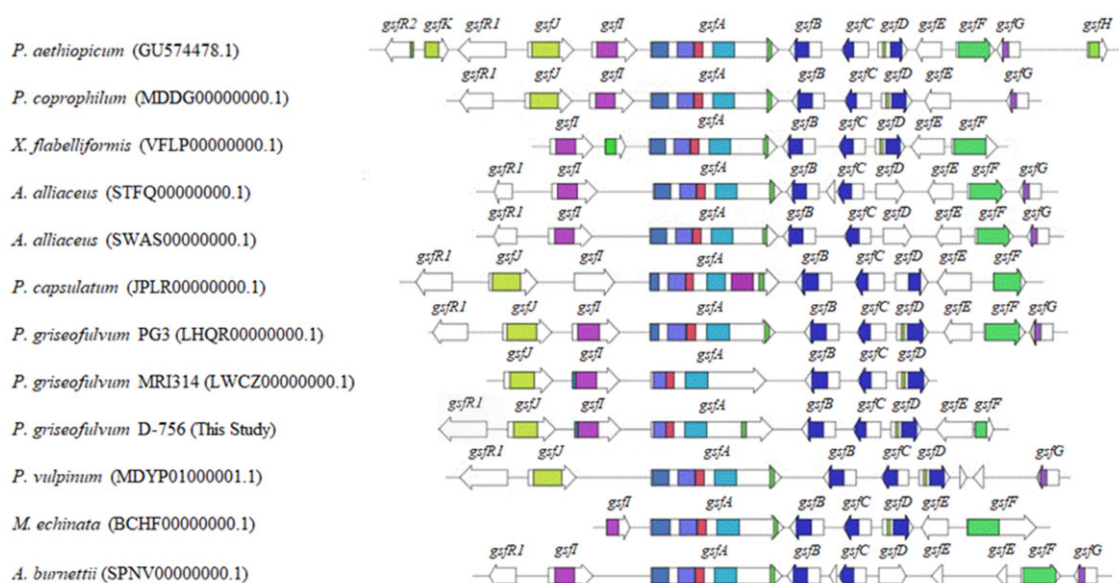 gsfR2 gsfK gsfR1 gsfJ gsfI gsfA gsfB gsfC gsfD gsfE gsfF gsfG gsfH
P. aethiopicum (GU574478.1)
gsfR1 gsfJ gsfI gsfA gsfB gsfC gsfD gsfE gsfG
P. coprophilum (MDDG00000000.1)
gsfI gsfA gsfB gsfC gsfD gsfE gsfF
X. flabelliformis (VFLP00000000.1)
gsfR1 gsfI gsfA gsfB gsfC gsfD gsfE gsfF gsfG
A. alliaceus (STFQ00000000.1)
gsfR1 gsfI gsfA gsfB gsfC gsfD gsfE gsfF gsfG
A. alliaceus (SWAS00000000.1)
gsfR1 gsfJ gsfI gsfA gsfB gsfC gsfD gsfE gsfF
P. capsulatum (JPLR00000000.1)
gsfR1 gsfJ gsfI gsfA gsfB gsfC gsfD gsfE gsfF gsfG
P. griseofulvum PG3 (LHQR00000000.1)
gsfJ gsfI gsfA gsfB gsfC gsfD
P. griseofulvum MRI314 (LWCZ00000000.1)
gsfR1 gsfJ gsfI gsfA gsfB gsfC gsfD gsfE gsfF
P. griseofulvum D-756 (This Study)
gsfR1 gsfJ gsfA gsfB gsfC gsfD gsfG
P. vulpinum (MDYP01000001.1)
gsfI gsfA gsfB gsfC gsfD gsfE gsfF
M. echinata (BCHF00000000.1)
gsfR1 gsfI gsfA gsfB gsfC gsfD gsfE gsfE gsfF gsfG
A. burnettii (SPNV00000000.1)